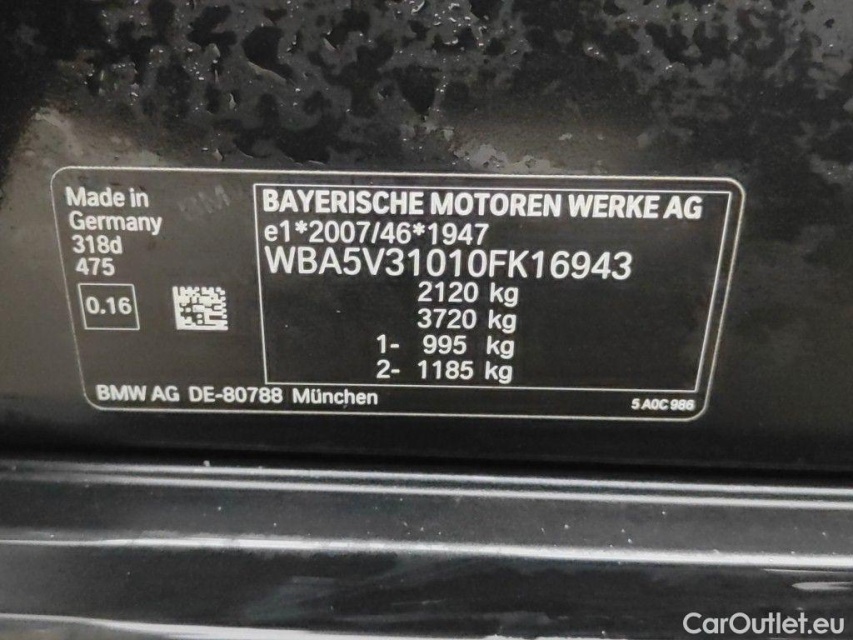 Made in
Germany
318d
475
0.16
BAYERISCHE MOTOREN WERKE AG
e1*2007/46*1947
WBA5V31010FK16943
2120 kg
3720 kg
1- 995 kg
2- 1185 kg
BMW AG DE-80788 München
5 A0C 986
CarOutlet.eu